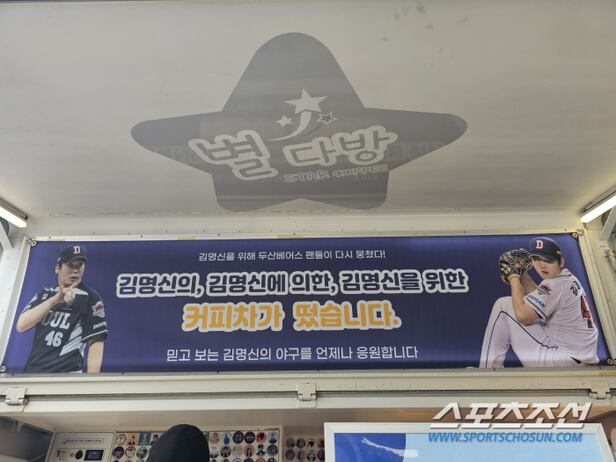 별 다방
STAR COFFEE
김명신을 위해 두산베어스 팬들이 다시 뭉쳤다!
김명신의, 김명신에 의한, 김명신을 위한
커피차가 떴습니다.
믿고 보는 김명신의 야구를 언제나 응원합니다
46
스포츠조선
WWW.SPORTSCHOSUN.COM